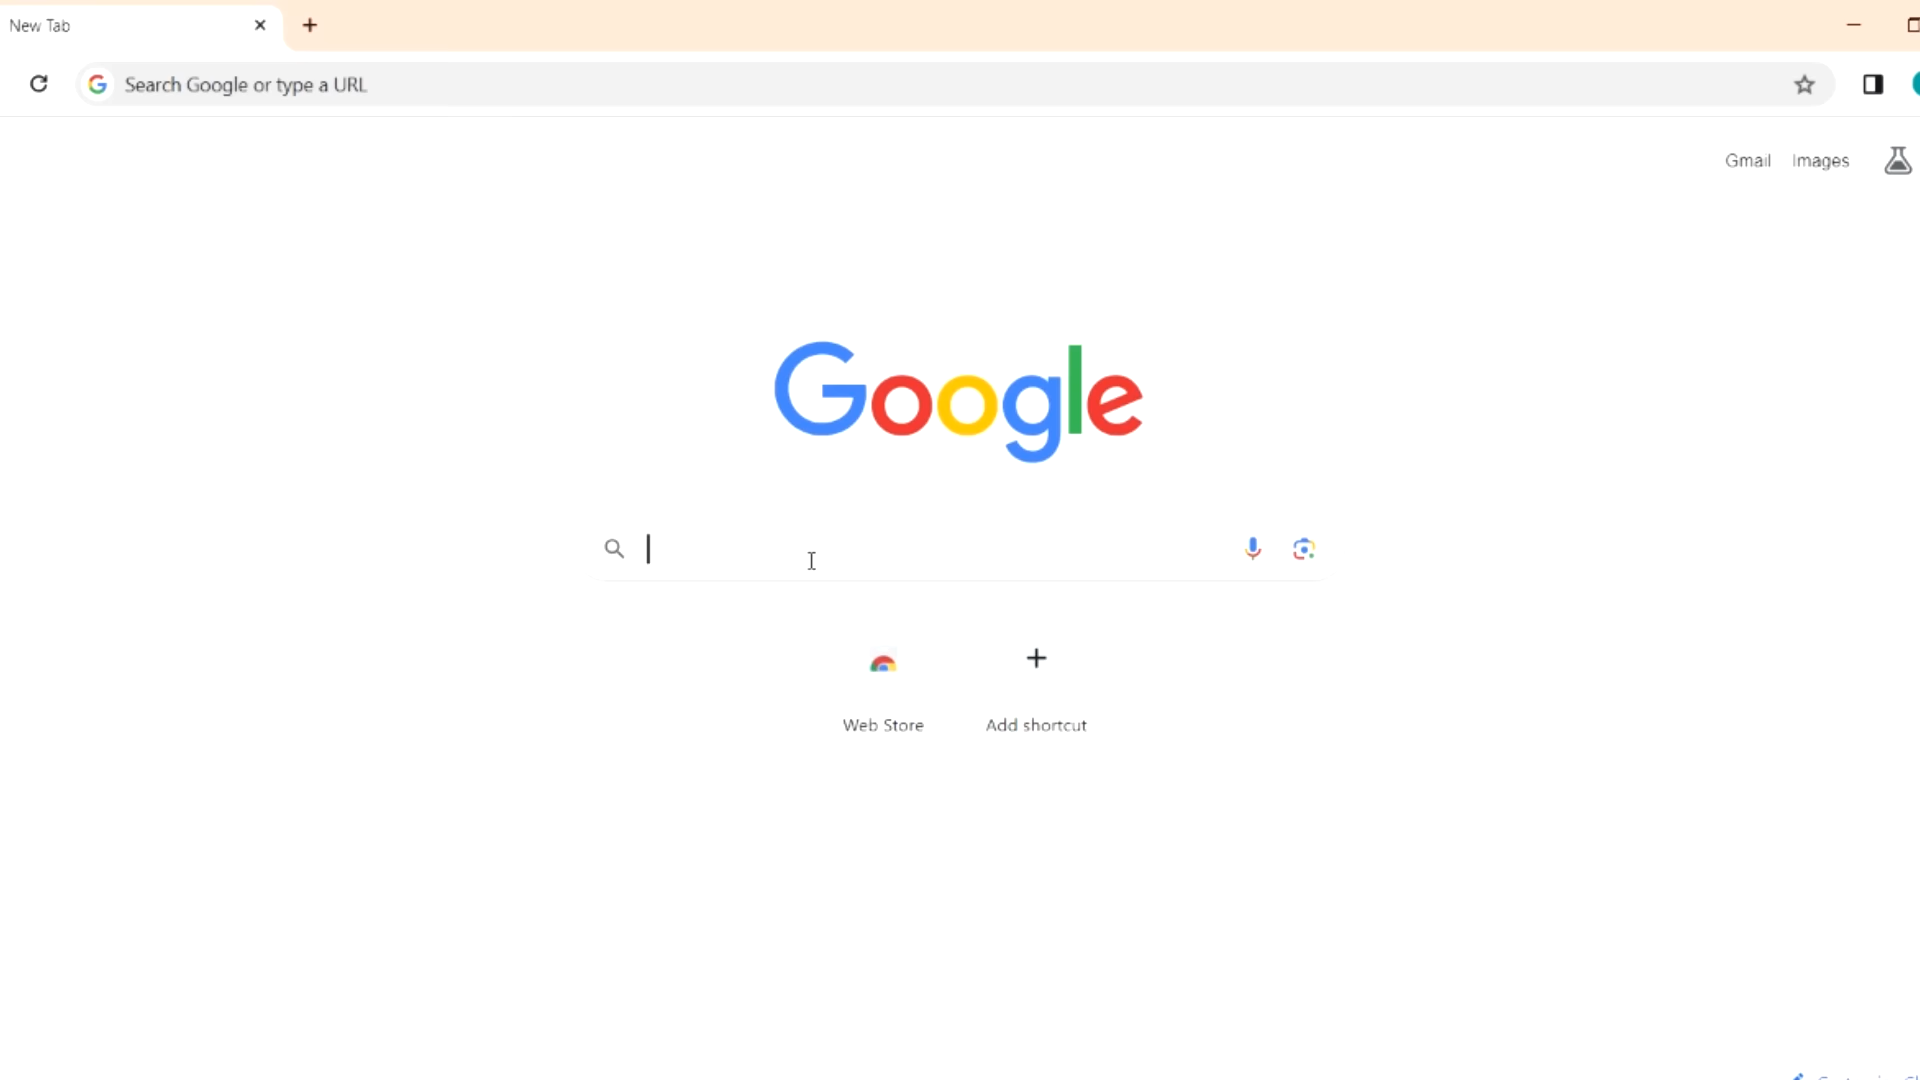 New Tab
Search Google or type a URL
Gmail Images
Google
Web Store Add shortcut